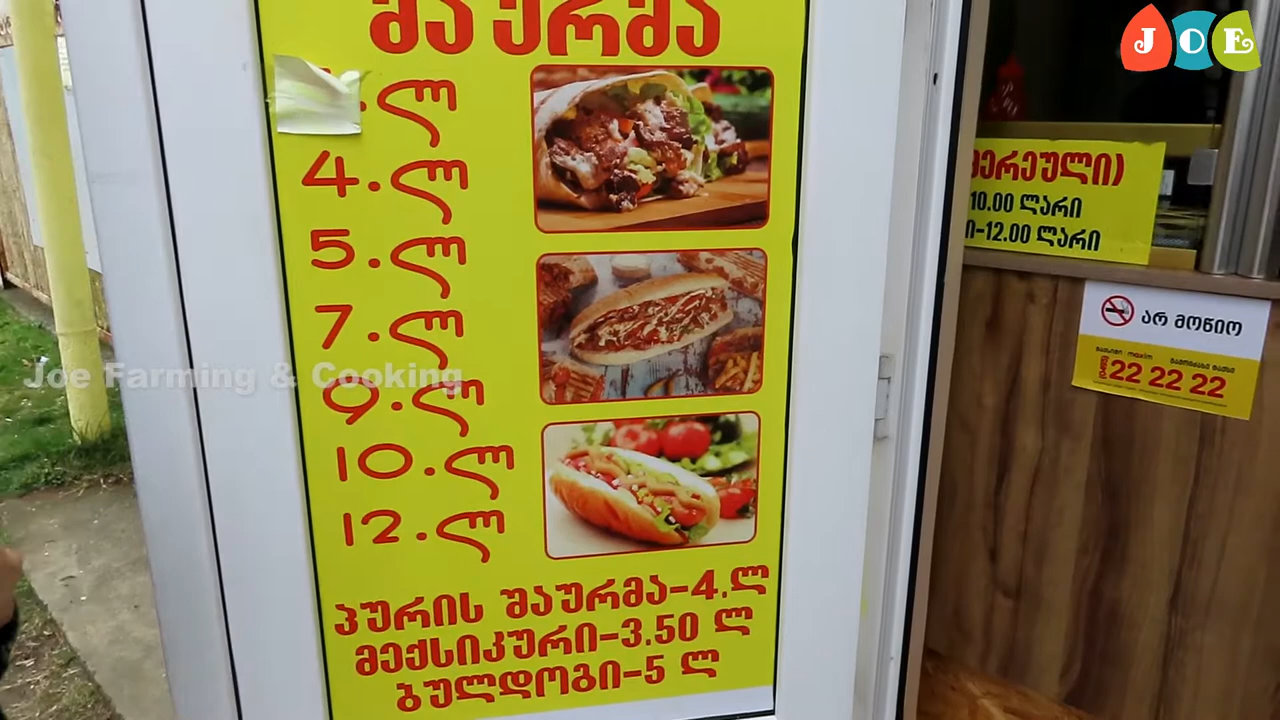 შაურმა
.ლ
4.ლ
5.ლ
7.ლ
9.ლ
10.ლ
12.ლ
პურის შაურმა-4.ლ
მექსიკური-3.50 ლ
ბულდოგი-5 ლ
10.00 ლარი
-12.00 ლარი
არ მოწიო
22 22 22
JOE
Joe Farming & Cooking